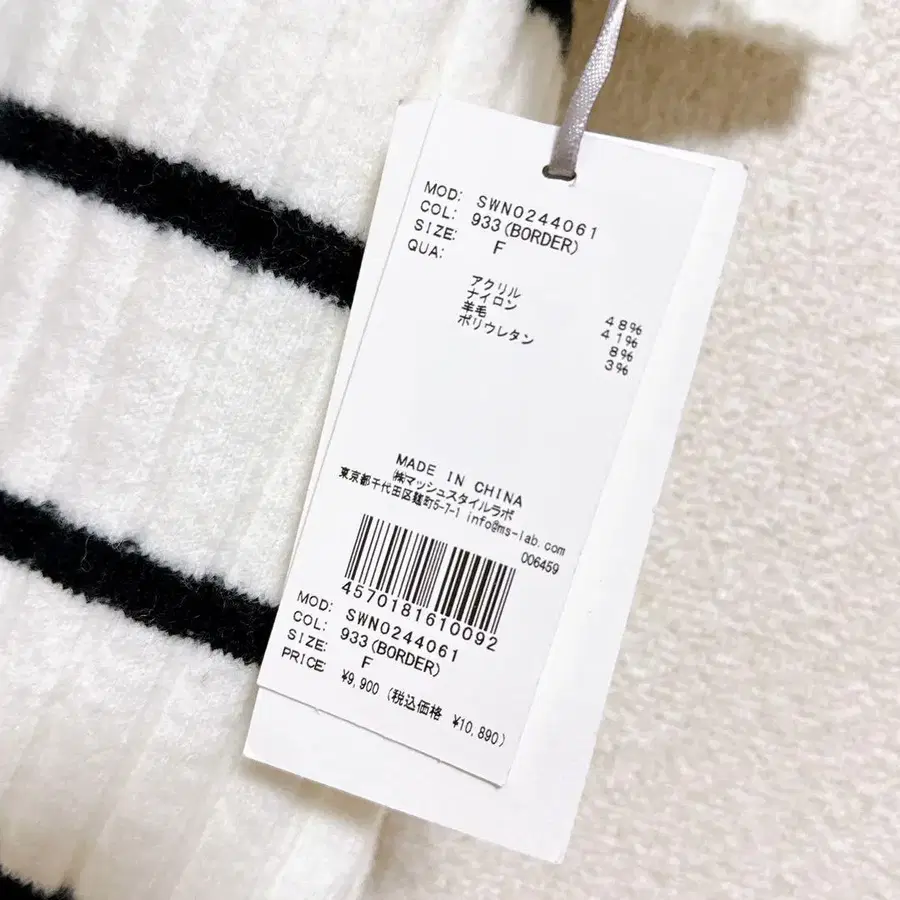 MOD: SWN0244061
COL: 933(BORDER)
SIZE: F
QUA:
アクリル 48%
ナイロン 41%
羊毛 8%
ポリウレタン 3%
MADE IN CHINA
㈱マッシュスタイルラボ
東京都千代田区麹町5-7-1 info@ms-lab.com
006459
4570181610092
MOD: SWN0244061
COL: 933(BORDER)
SIZE: F
PRICE: ¥9,900 (税込価格 ¥10,890)